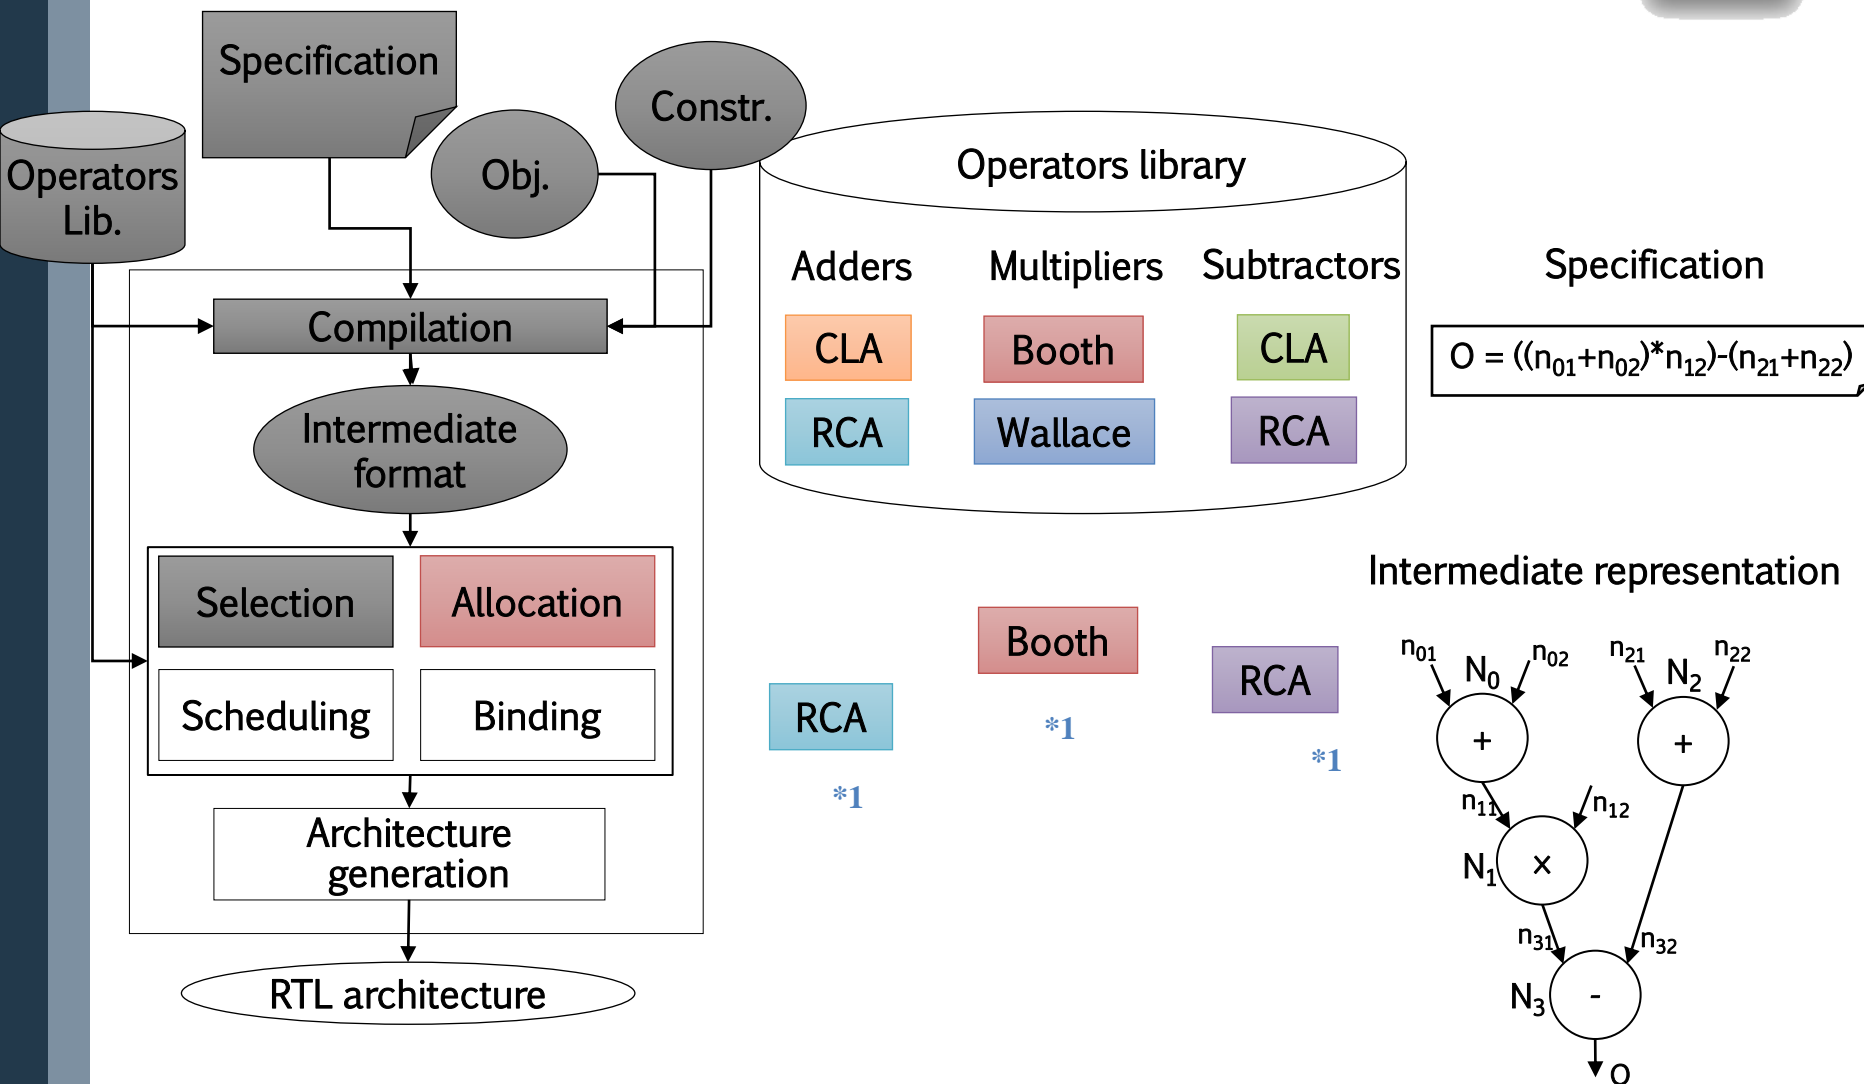 Specification
Constr.
Obj.
Operators
Lib.
Compilation
Intermediate
format
Selection
Allocation
Scheduling
Binding
Architecture
generation
RTL architecture
Operators library
Adders
Multipliers
Subtractors
CLA
Booth
CLA
RCA
Wallace
RCA
Specification
O = ((n01+n02)*n12)-(n21+n22)
RCA
*1
Booth
*1
RCA
*1
Intermediate representation
n01
N0
n02
n21
N2
n22
+
+
n11
n12
N1
x
n31
n32
N3
-
O